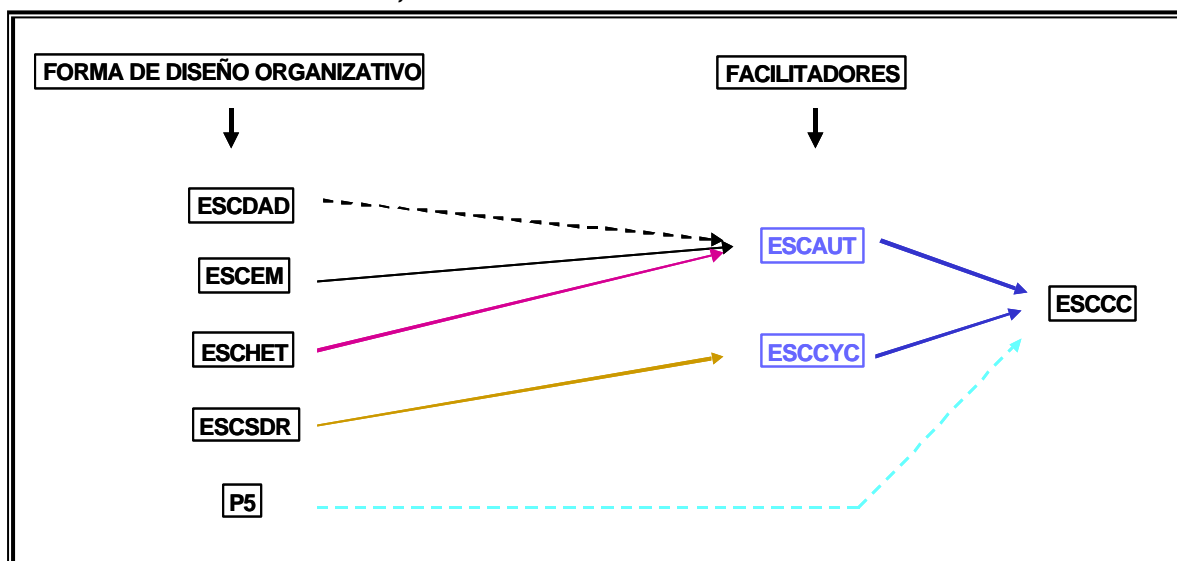 FORMA DE DISEÑO ORGANIZATIVO
FACILITADORES
ESCDAD
ESCAUT
ESCEM
ESCCC
ESCHET
ESCCYC
ESCSDR
P5